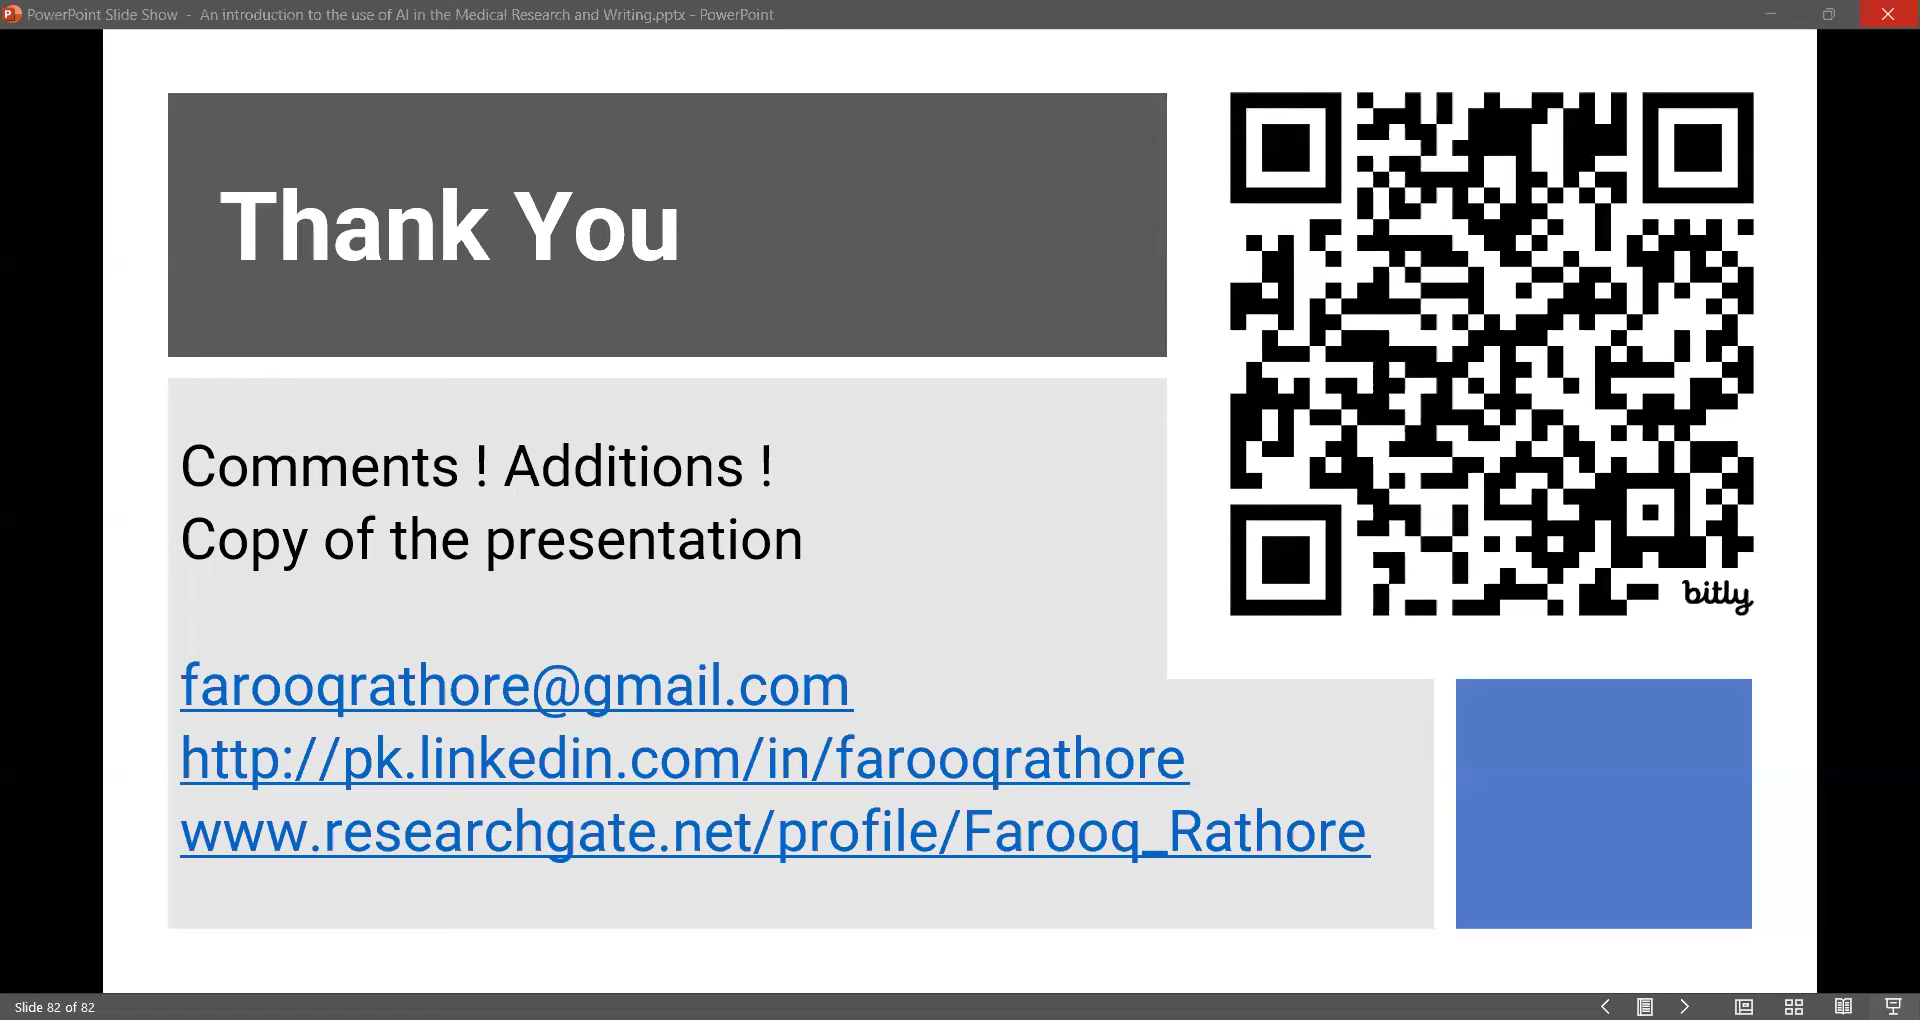 PowerPoint Slide Show - An introduction to the use of AI in the Medical Research and Writing.pptx - PowerPoint
Thank You
Comments ! Additions !
Copy of the presentation
farooqrathore@gmail.com
http://pk.linkedin.com/in/farooqrathore
www.researchgate.net/profile/Farooq_Rathore
bitly
Slide 82 of 82